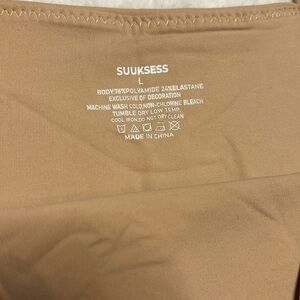 SUUKSESS
L
BODY:76%POLYAMIDE 24%ELASTANE
EXCLUSIVE OF DECORATION
MACHINE WASH COLD,NON-CHLORINE BLEACH
TUMBLE DRY LOW TEMP,
COOL IRON,DO NOT DRY CLEAN
MADE IN CHINA